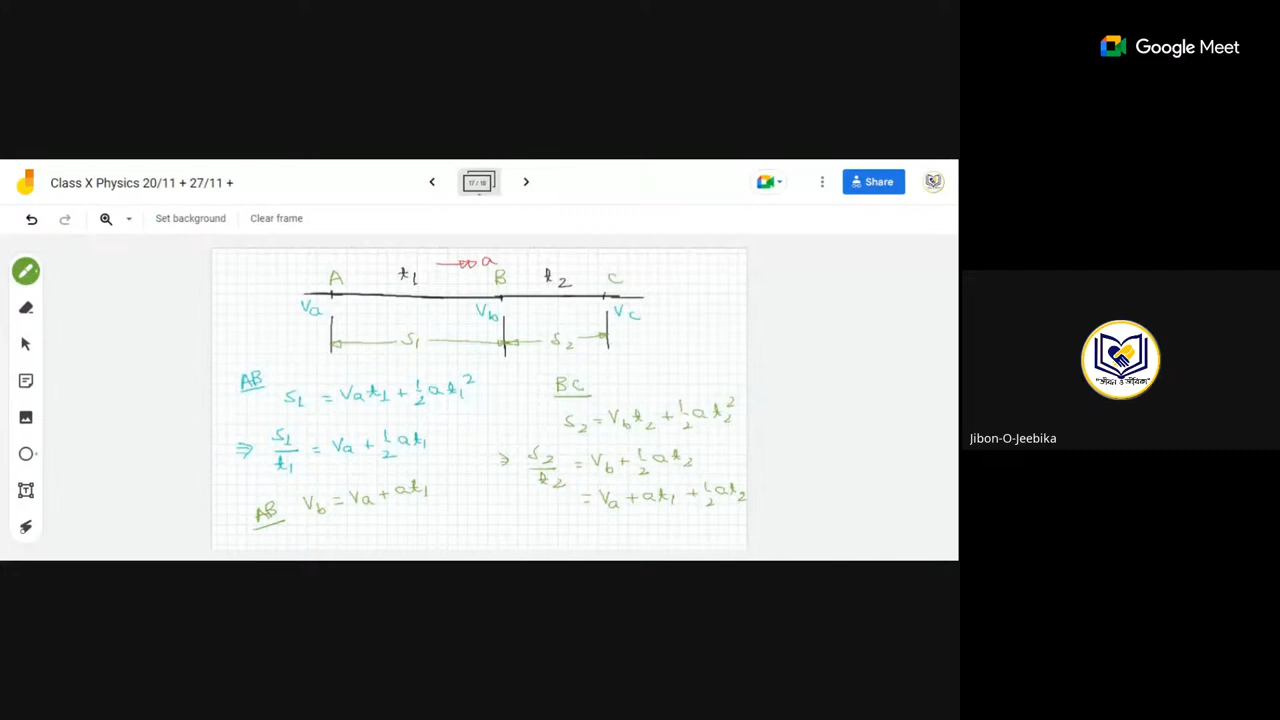 Google Meet
Class X Physics 20/11 + 27/11 +
17 / 18
Share
Set background
Clear frame
A t₁ → a B t₂ C
Va Vb Vc
S₁ S₂
AB
S₁ = Vat₁ + ½at₁²
⇒ S₁/t₁ = Va + ½at₁
AB Vb = Va + at₁
BC
S₂ = Vbt₂ + ½at₂²
⇒ S₂/t₂ = Vb + ½at₂
= Va + at₁ + ½at₂
"জীবন ও জীবিকা"
Jibon-O-Jeebika